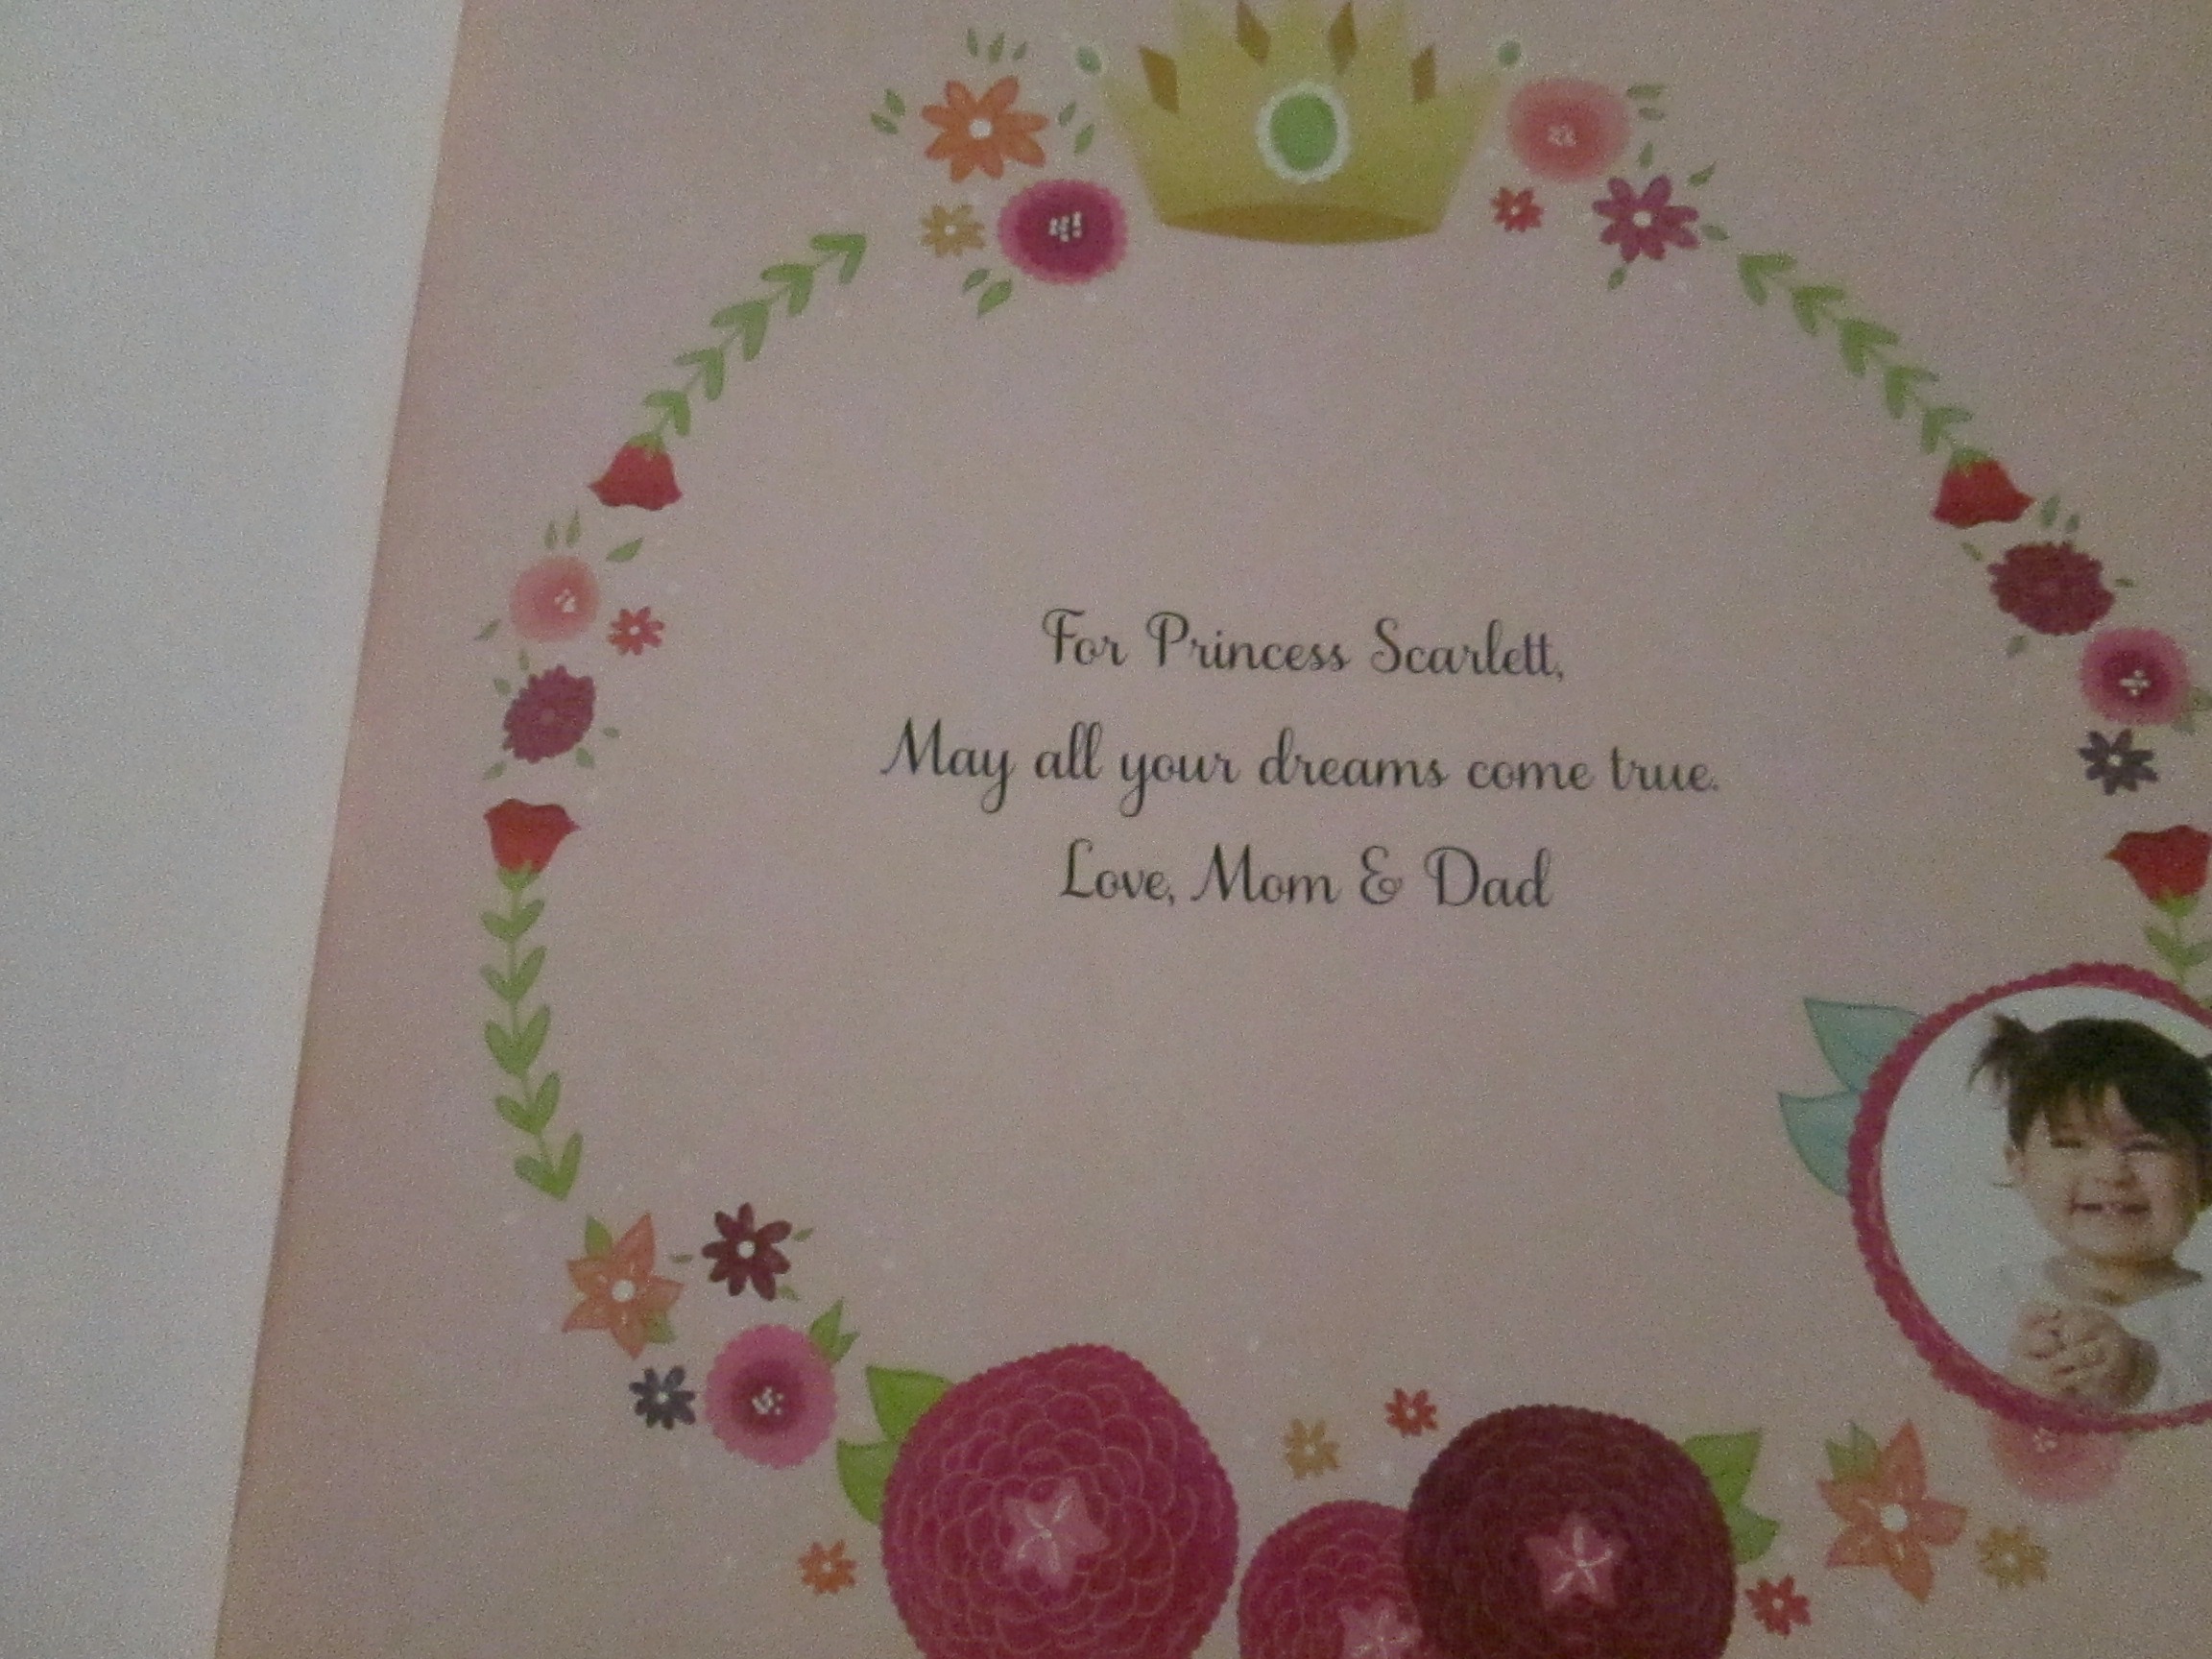 For Princess Scarlett,
May all your dreams come true.
Love, Mom & Dad